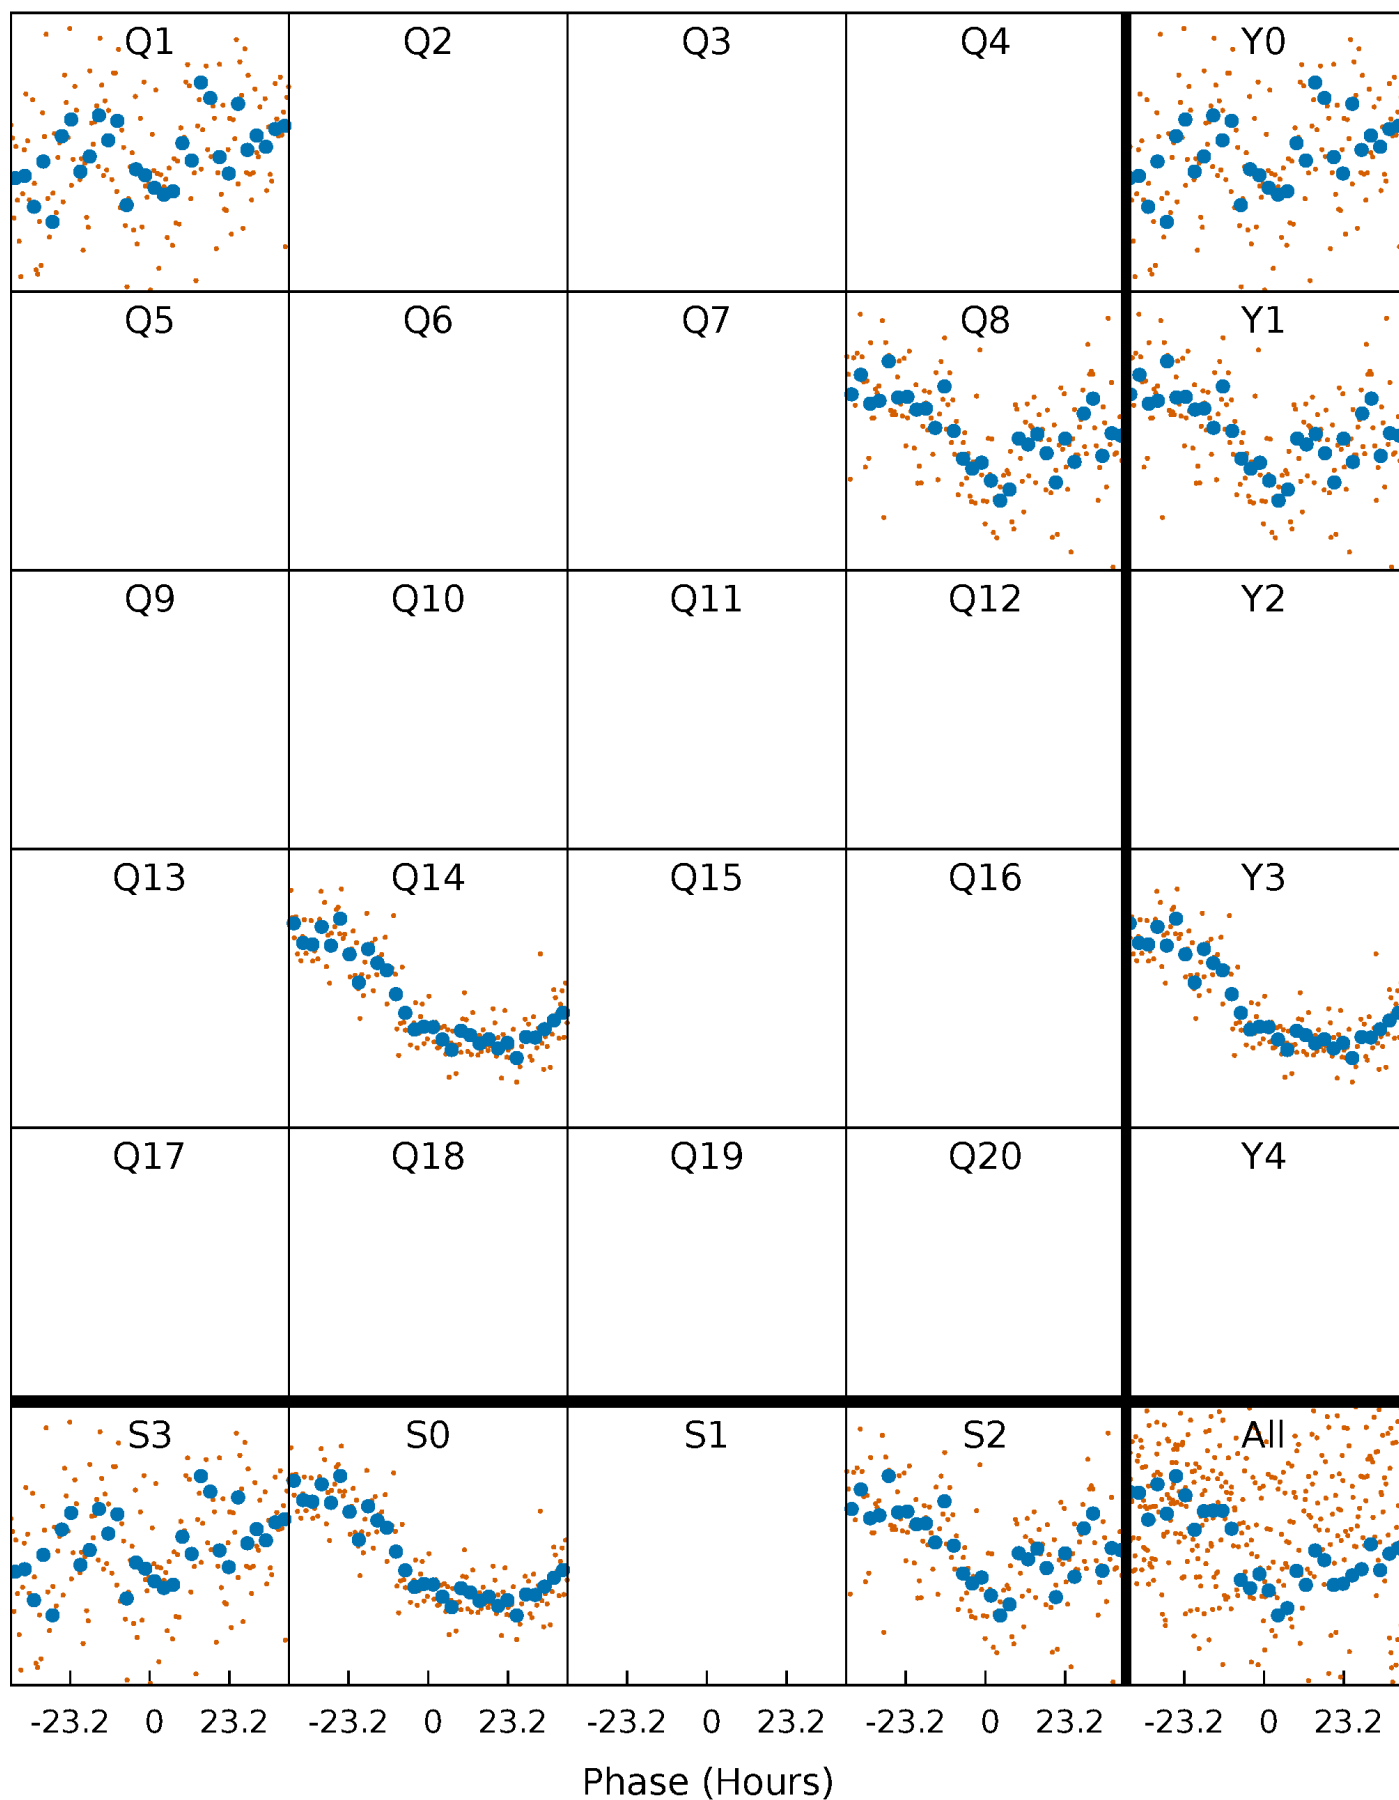 Q1 Q2 Q3 Q4 Y0
Q5 Q6 Q7 Q8 Y1
Q9 Q10 Q11 Q12 Y2
Q13 Q14 Q15 Q16 Y3
Q17 Q18 Q19 Q20 Y4
S3 S0 S1 S2 All
-23.2 0 23.2 -23.2 0 23.2 -23.2 0 23.2 -23.2 0 23.2 -23.2 0 23.2
Phase (Hours)